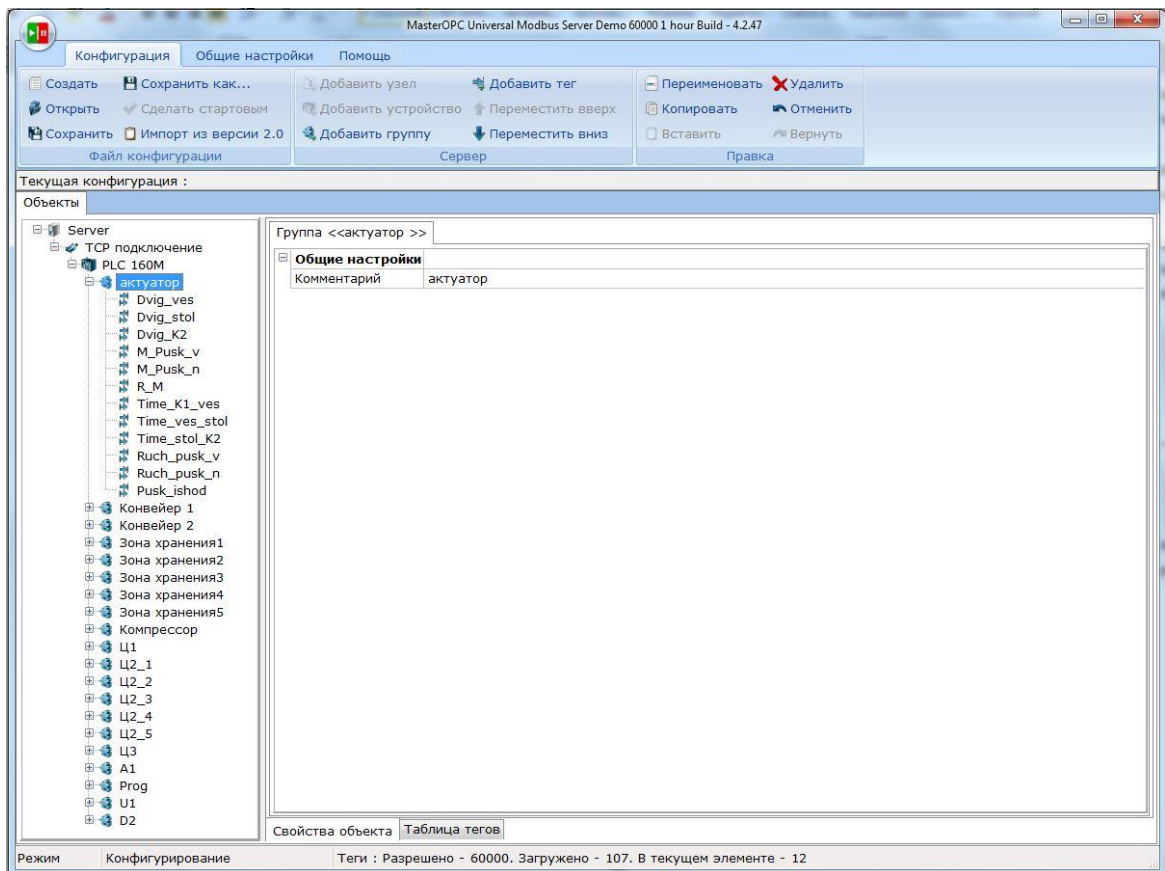 MasterOPC Universal Modbus Server Demo 60000 1 hour Build - 4.2.47
Конфигурация Общие настройки Помощь
Создать Сохранить как... Добавить узел Добавить тег Переименовать Удалить
Открыть Сделать стартовым Добавить устройство Переместить вверх Копировать Отменить
Сохранить Импорт из версии 2.0 Добавить группу Переместить вниз Вставить Вернуть
Файл конфигурации Сервер Правка
Текущая конфигурация :
Объекты
Server
TCP подключение
PLC 160M
актуатор
Dvig_ves
Dvig_stol
Dvig_K2
M_Pusk_v
M_Pusk_n
R_M
Time_K1_ves
Time_ves_stol
Time_stol_K2
Ruch_pusk_v
Ruch_pusk_n
Pusk_ishod
Конвейер 1
Конвейер 2
Зона хранения1
Зона хранения2
Зона хранения3
Зона хранения4
Зона хранения5
Компрессор
Ц1
Ц2_1
Ц2_2
Ц2_3
Ц2_4
Ц2_5
Ц3
A1
Prog
U1
D2
Группа <<актуатор >>
Общие настройки
Комментарий актуатор
Свойства объекта Таблица тегов
Режим Конфигурирование Теги : Разрешено - 60000. Загружено - 107. В текущем элементе - 12